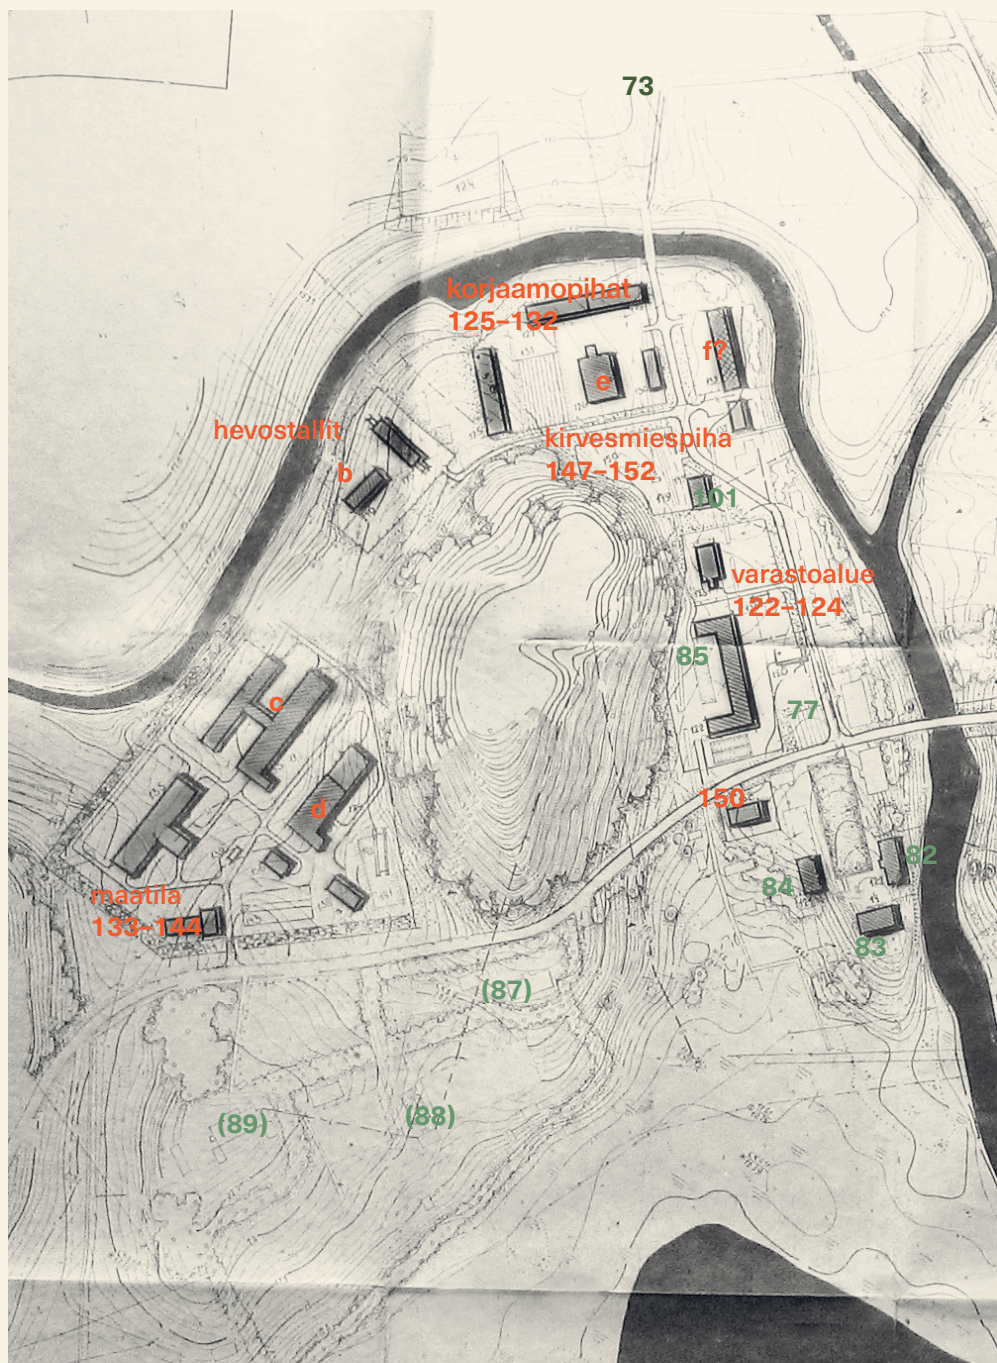 73
124
korjaamopihat
125–132
f?
e
hevostallit
kirvesmiespiha
147–152
b
101
varastoalue
122–124
85
c
77
d
150
82
84
maatila
133–144
83
(87)
(88)
(89)